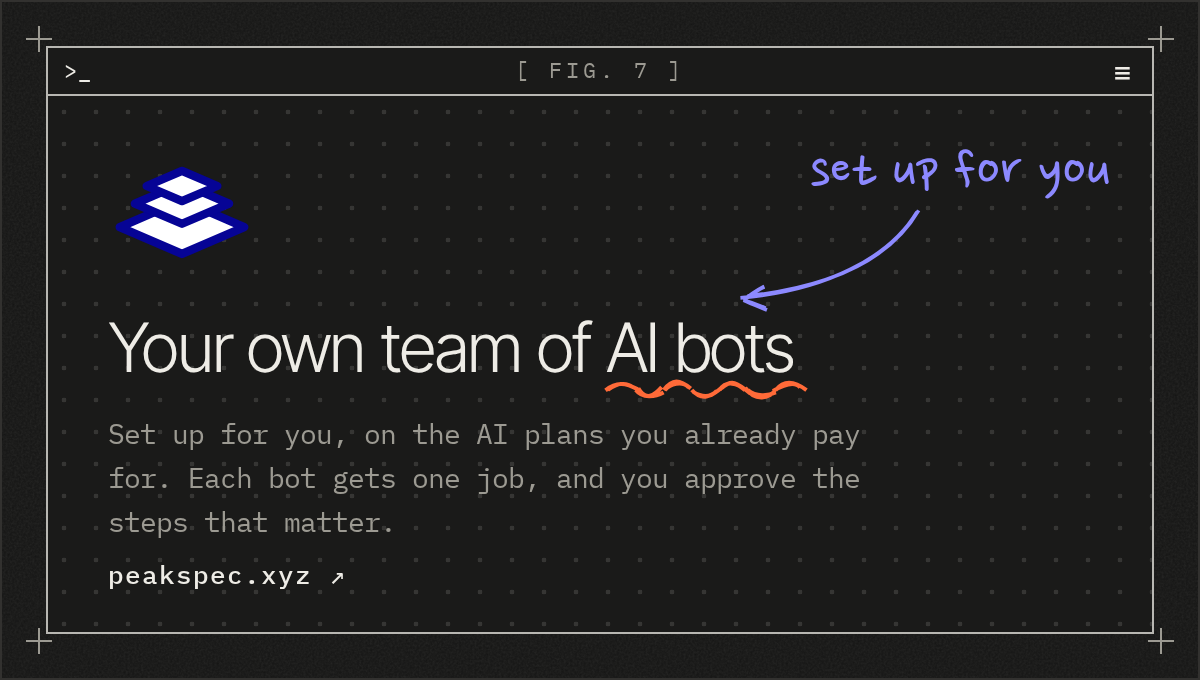 >_
[ FIG. 7 ]
≡
set up for you
Your own team of AI bots
Set up for you, on the AI plans you already pay
for. Each bot gets one job, and you approve the
steps that matter.
peakspec.xyz ↗